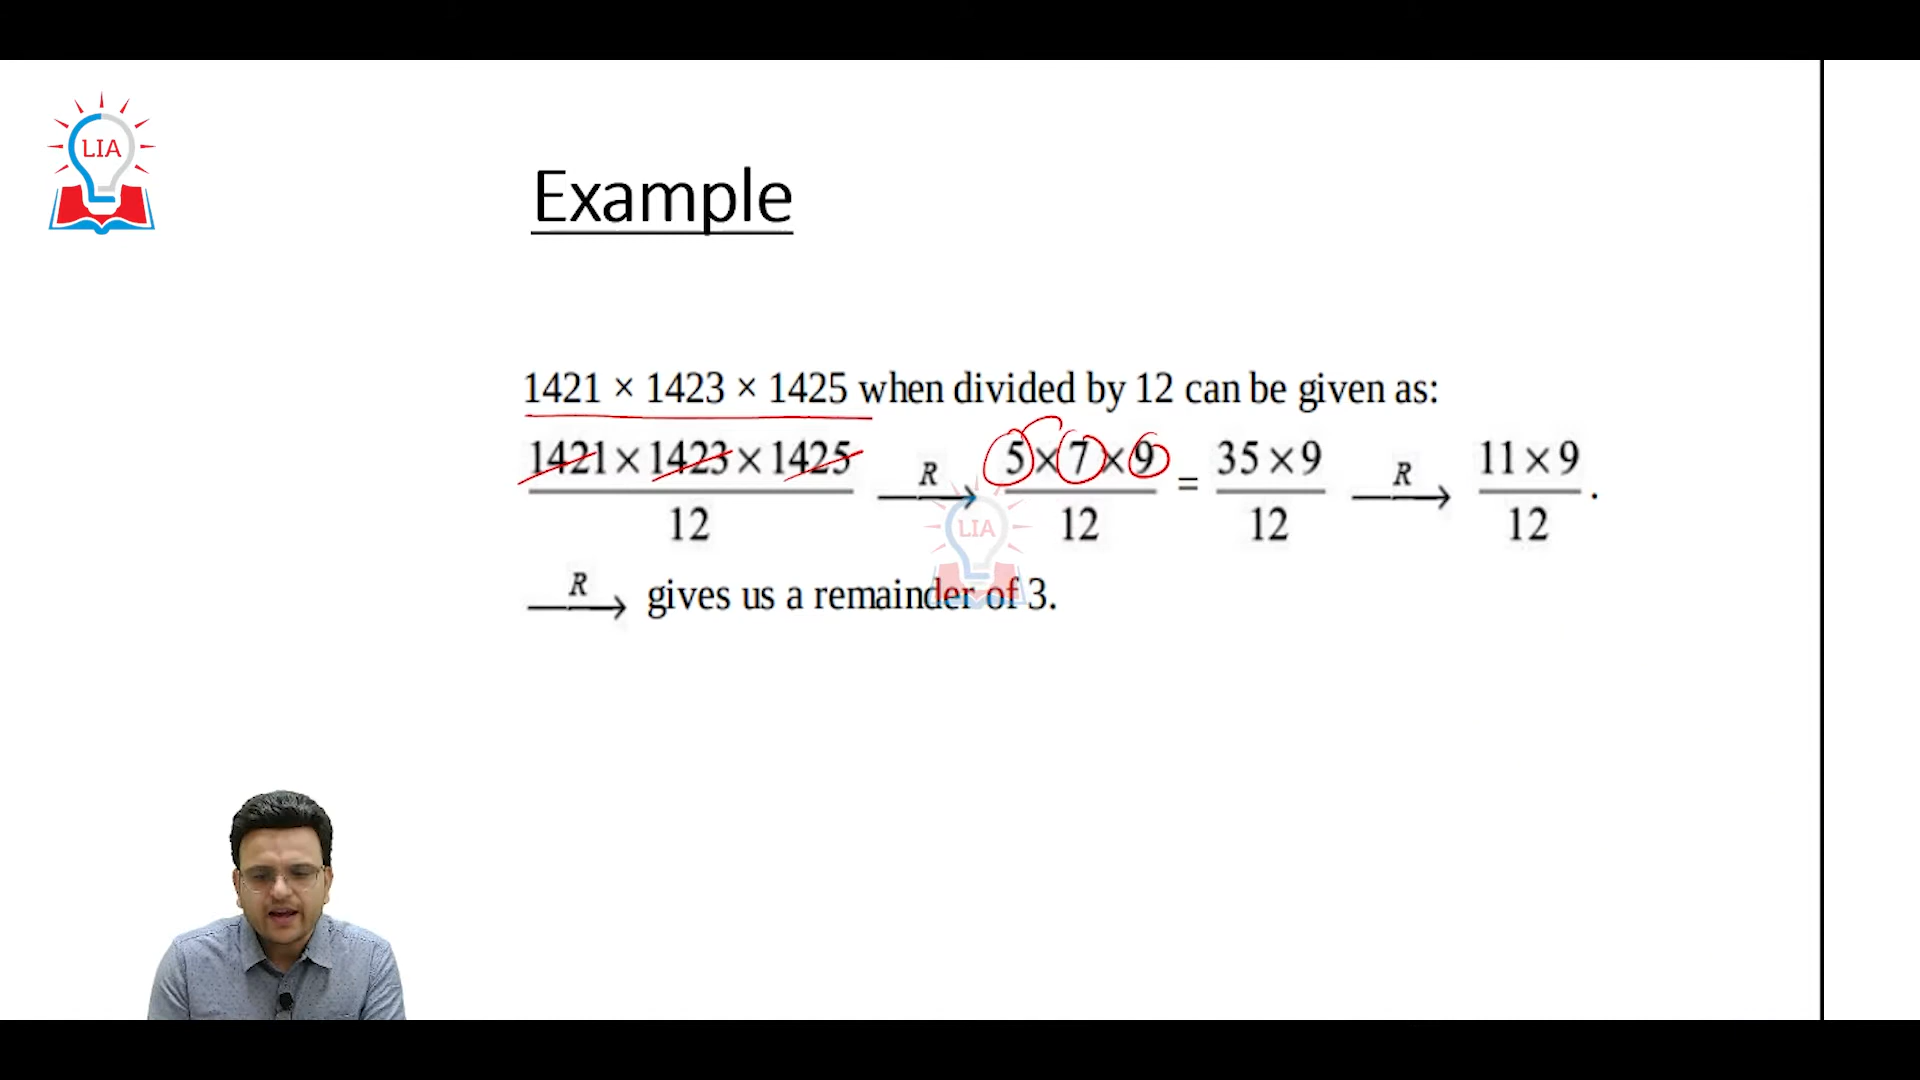 LIA
Example
1421 × 1423 × 1425 when divided by 12 can be given as:
1421×1423×1425/12 —R→ 5×7×9/12 = 35×9/12 —R→ 11×9/12 .
LIA
—R→ gives us a remainder of 3.